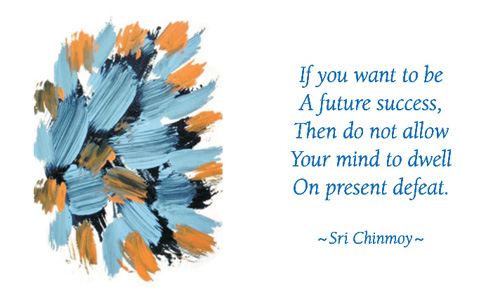 If you want to be
A future success,
Then do not allow
Your mind to dwell
On present defeat.
~Sri Chinmoy~